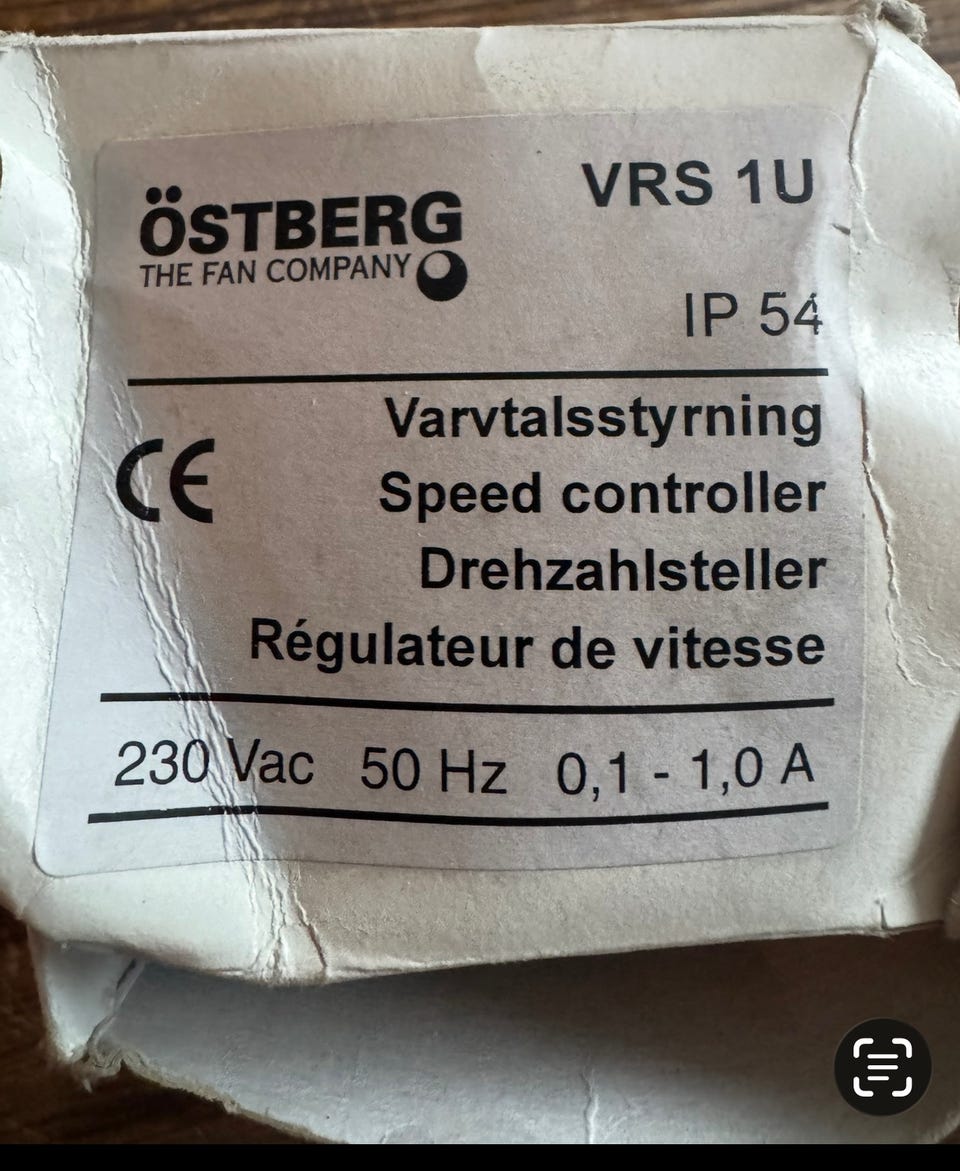 ÖSTBERG
THE FAN COMPANY
VRS 1U
IP 54
CE
Varvtalsstyrning
Speed controller
Drehzahlsteller
Régulateur de vitesse
230 Vac 50 Hz 0,1 - 1,0 A